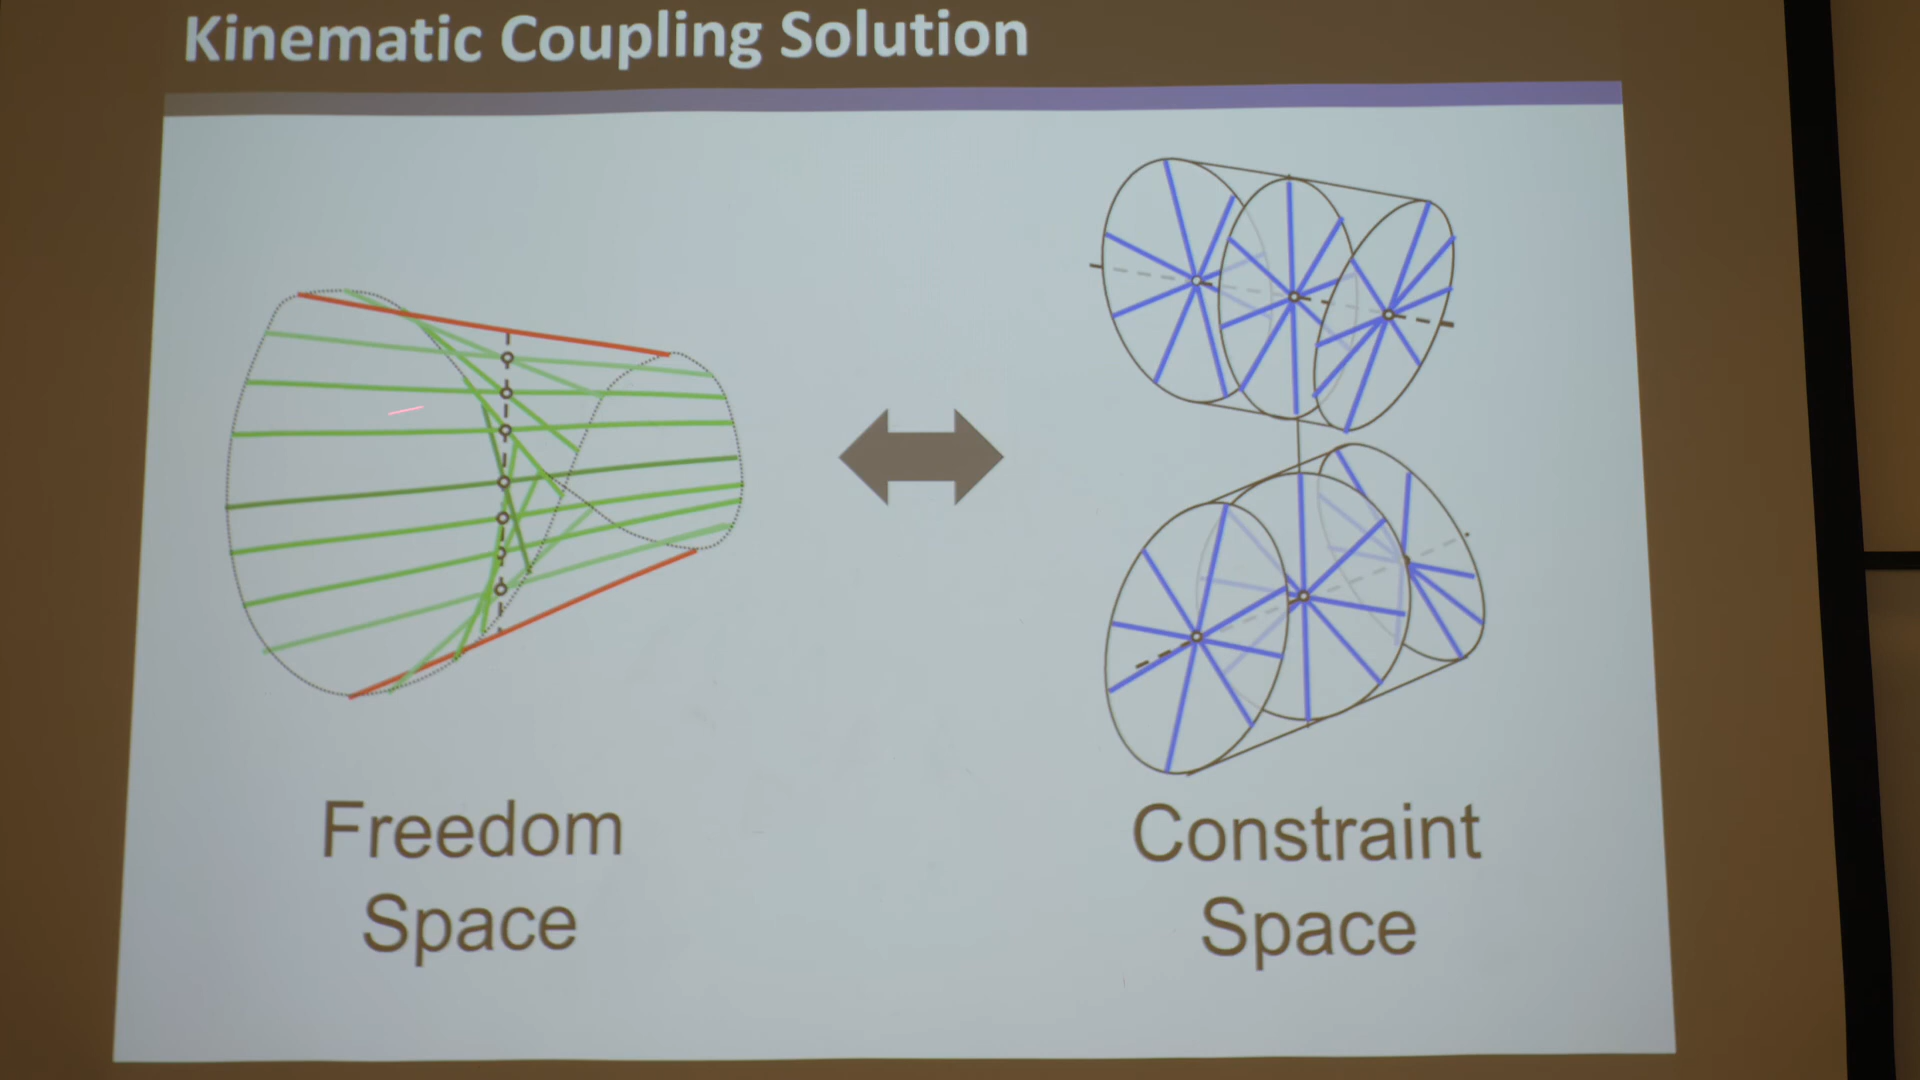 Kinematic Coupling Solution
Freedom
Space
Constraint
Space